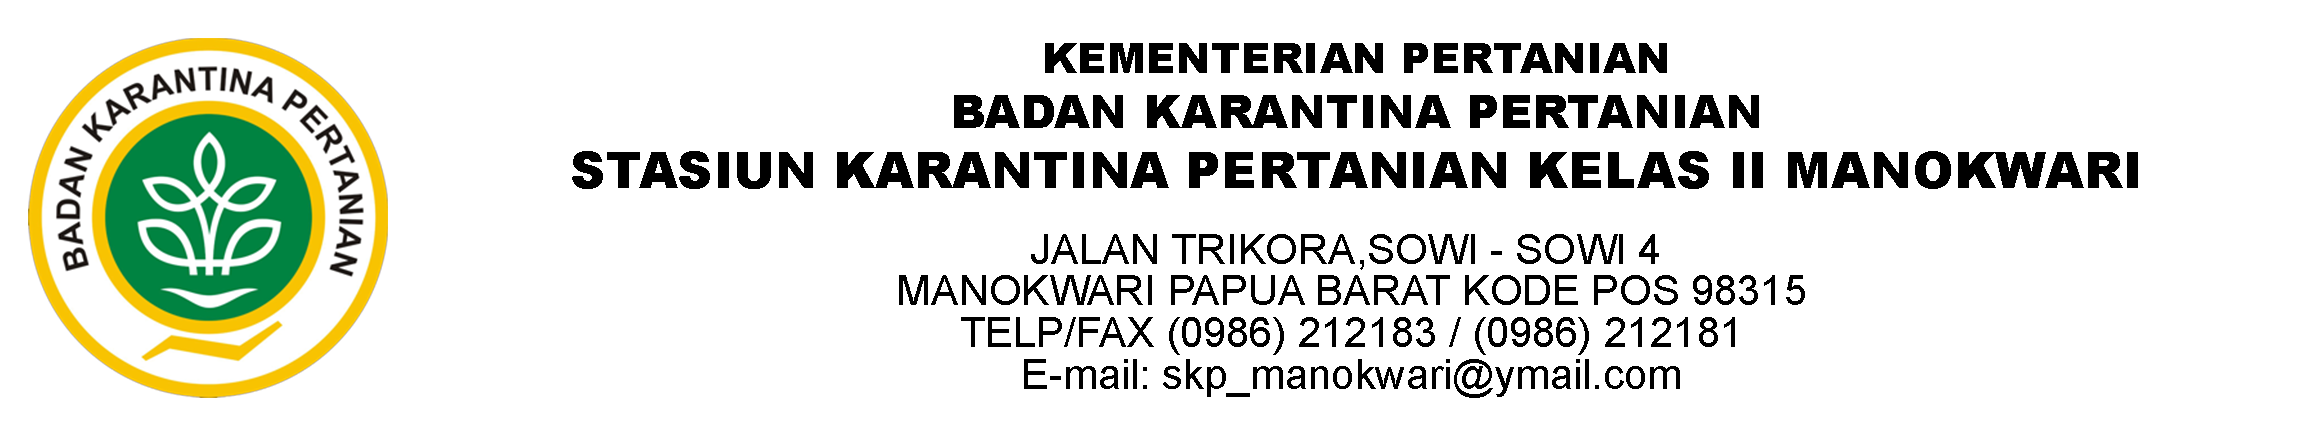 BADAN KARANTINA PERTANIAN
KEMENTERIAN PERTANIAN
BADAN KARANTINA PERTANIAN
STASIUN KARANTINA PERTANIAN KELAS II MANOKWARI
JALAN TRIKORA,SOWI - SOWI 4
MANOKWARI PAPUA BARAT KODE POS 98315
TELP/FAX (0986) 212183 / (0986) 212181
E-mail: skp_manokwari@ymail.com